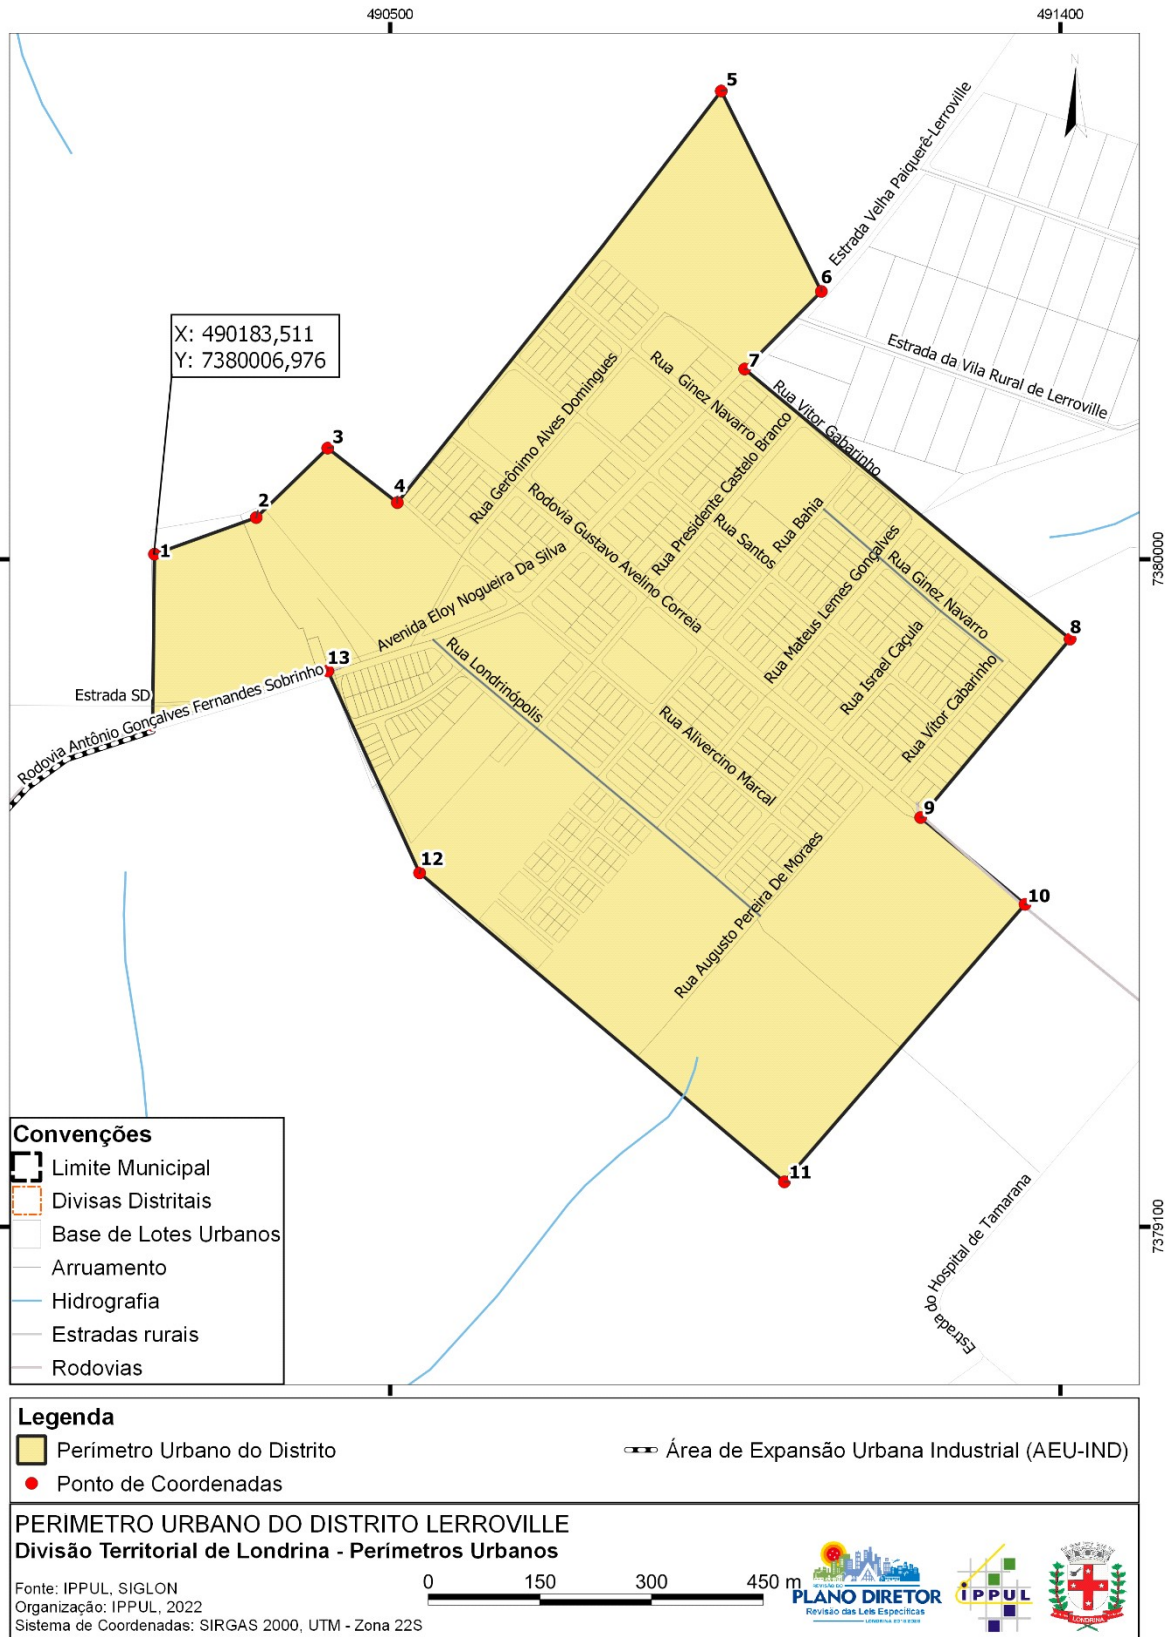 490500
491400
N
5
Estrada Velha Paiquerê-Lerroville
6
X: 490183,511
Y: 7380006,976
Estrada da Vila Rural de Lerroville
7
Rua Ginez Navarro
Rua Vitor Gabarinho
Rua Gerônimo Alves Domingues
Rua Presidente Castelo Branco
3
4
2
1
Rodovia Gustavo Avelino Correia
Rua Santos
Rua Bahia
Rua Mateus Lemes Gonçalves
Rua Ginez Navarro
7380000
Avenida Eloy Nogueira Da Silva
8
13
Rua Londrinópolis
Rua Israel Caçula
Rua Vitor Cabarinho
Estrada SD
Rodovia Antônio Gonçalves Fernandes Sobrinho
Rua Alivercino Marcal
9
12
Rua Augusto Pereira De Moraes
10
11
7379100
Estrada do Hospital de Tamarana
Convenções
Limite Municipal
Divisas Distritais
Base de Lotes Urbanos
Arruamento
Hidrografia
Estradas rurais
Rodovias
Legenda
Perímetro Urbano do Distrito
Área de Expansão Urbana Industrial (AEU-IND)
Ponto de Coordenadas
PERIMETRO URBANO DO DISTRITO LERROVILLE
Divisão Territorial de Londrina - Perímetros Urbanos
Fonte: IPPUL, SIGLON
Organização: IPPUL, 2022
Sistema de Coordenadas: SIRGAS 2000, UTM - Zona 22S
0 150 300 450 m
REVISÃO DO
PLANO DIRETOR
Revisão das Leis Específicas
IPPUL
LONDRINA